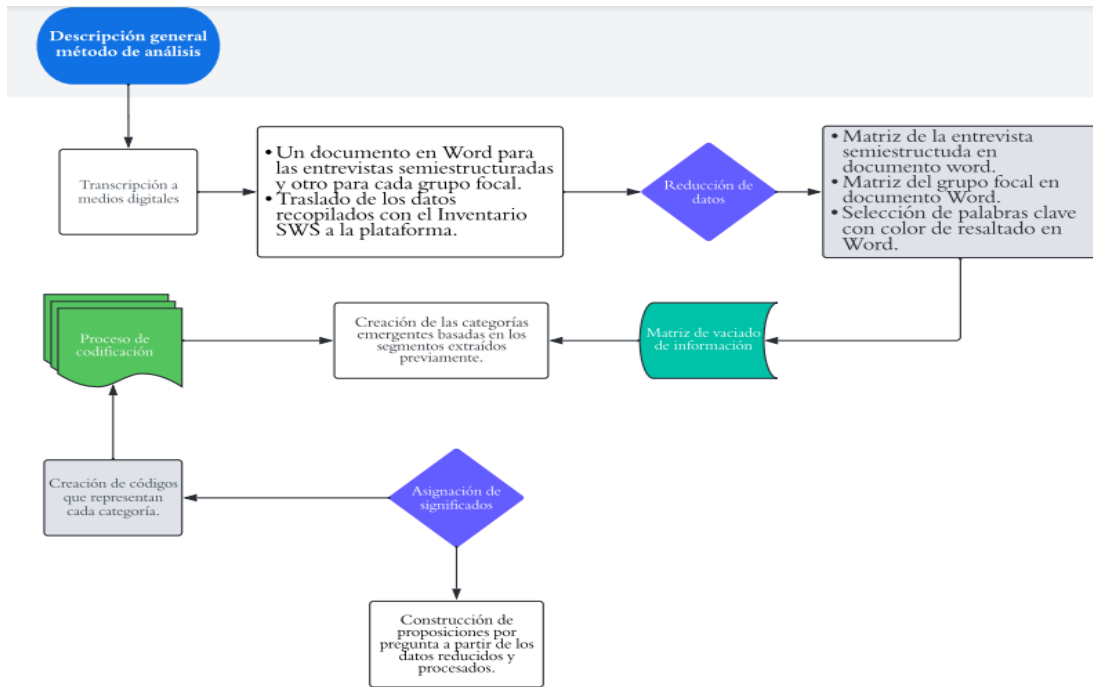 Descripción general
método de análisis
Transcripción a
medios digitales
• Un documento en Word para
las entrevistas semiestructuradas
y otro para cada grupo focal.
• Traslado de los datos
recopilados con el Inventario
SWS a la plataforma.
Reducción de
datos
• Matriz de la entrevista
semiestructuda en
documento word.
• Matriz del grupo focal en
documento Word.
• Selección de palabras clave
con color de resaltado en
Word.
Proceso de
codificación
Creación de las categorías
emergentes basadas en los
segmentos extraídos
previamente.
Matriz de vaciado
de información
Creación de códigos
que representan
cada categoría.
Asignación de
significados
Construcción de
proposiciones por
pregunta a partir de los
datos reducidos y
procesados.